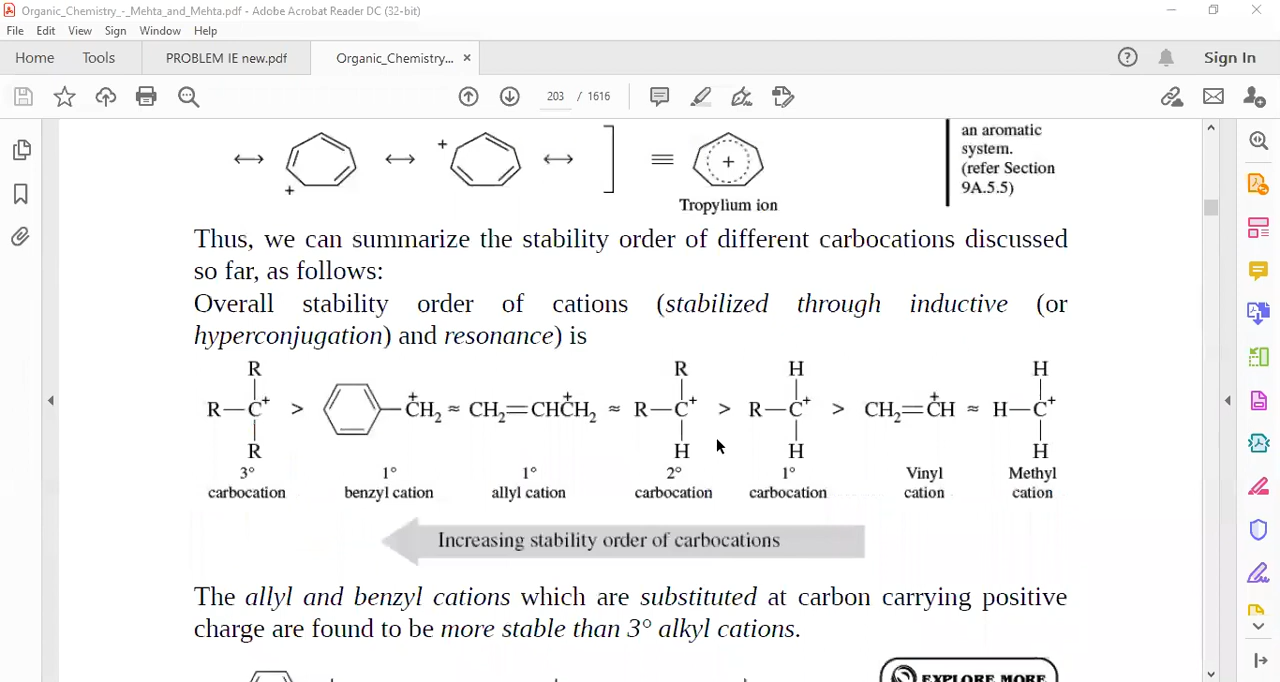 Organic_Chemistry_-_Mehta_and_Mehta.pdf - Adobe Acrobat Reader DC (32-bit)
File Edit View Sign Window Help
Home Tools PROBLEM IE new.pdf Organic_Chemistry... × Sign In
203 / 1616
an aromatic
system.
(refer Section
9A.5.5)
+ + +
Tropylium ion
Thus, we can summarize the stability order of different carbocations discussed
so far, as follows:
Overall stability order of cations (stabilized through inductive (or
hyperconjugation) and resonance) is
R R H H
R—C⁺ > —C⁺H₂ ≈ CH₂=CHC⁺H₂ ≈ R—C⁺ > R—C⁺ > CH₂=C⁺H ≈ H—C⁺
R H H H
3° 1° 1° 2° 1° Vinyl Methyl
carbocation benzyl cation allyl cation carbocation carbocation cation cation
Increasing stability order of carbocations
The allyl and benzyl cations which are substituted at carbon carrying positive
charge are found to be more stable than 3° alkyl cations.
EXPLORE MORE